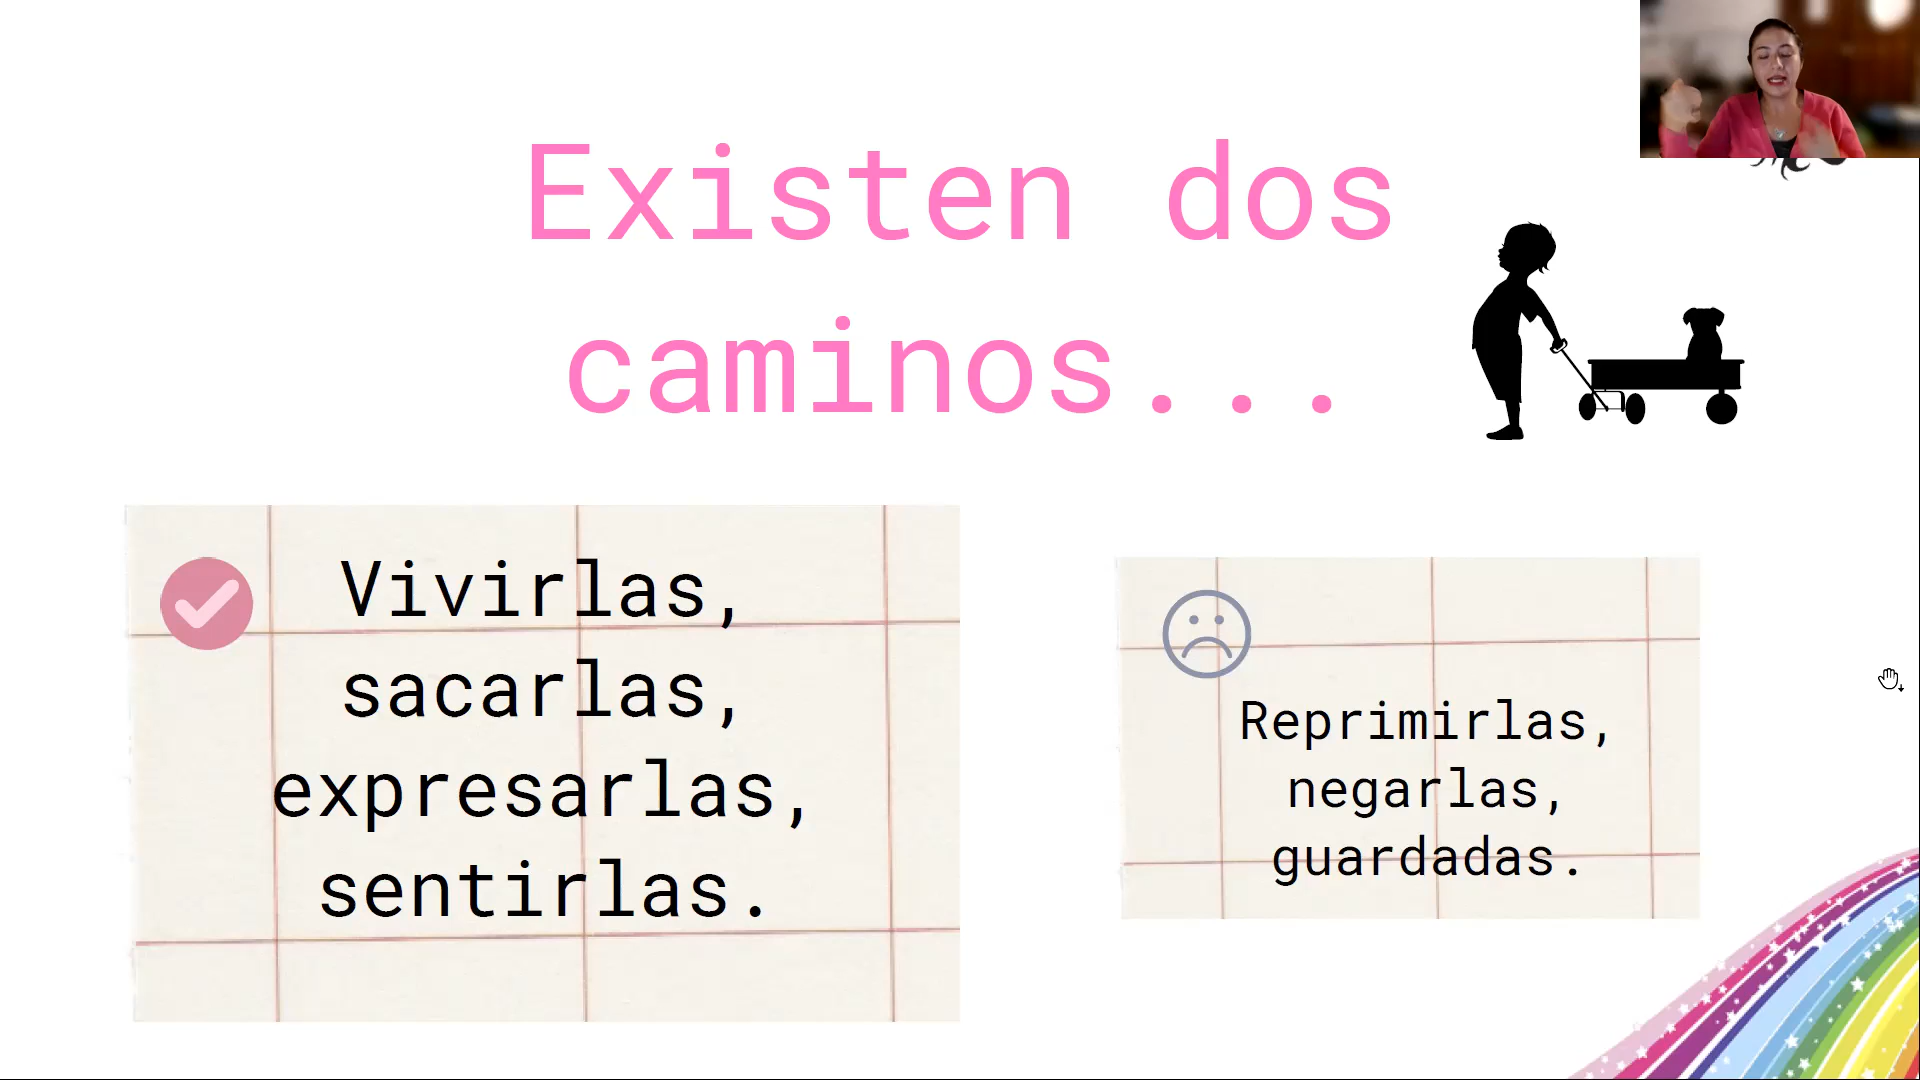 Existen dos
caminos...
Vivirlas,
sacarlas,
expresarlas,
sentirlas.
Reprimirlas,
negarlas,
guardadas.